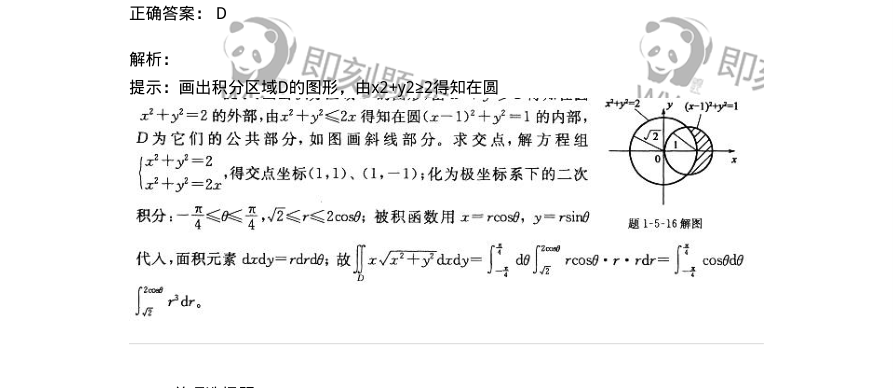 正确答案： D
解析：
提示：画出积分区域D的图形，由x2+y2≥2得知在圆
x²+y²=2 的外部,由x²+y²⩽2x 得知在圆(x−1)²+y²=1 的内部,
D 为它们的公共部分,如图画斜线部分。求交点,解方程组
{x²+y²=2
x²+y²=2x ,得交点坐标(1,1)、(1,−1);化为极坐标系下的二次
积分:−π/4⩽θ⩽π/4,√2⩽r⩽2cosθ; 被积函数用 x=rcosθ, y=rsinθ
代入,面积元素 dxdy=rdrdθ; 故∬_D x√(x²+y²)dxdy=∫_{−π/4}^{π/4} dθ∫_{√2}^{2cosθ} rcosθ·r·rdr=∫_{−π/4}^{π/4} cosθdθ
∫_{√2}^{2cosθ} r³dr。
x²+y²=2
y
(x−1)²+y²=1
√2
1
0
x
题 1-5-16 解图
即刻题
即刻题